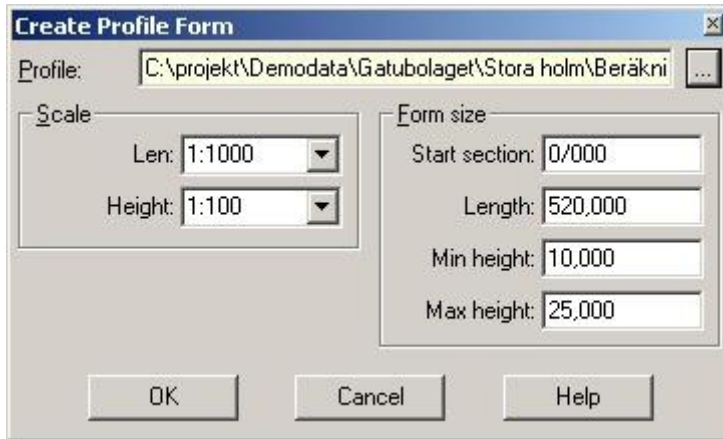 Create Profile Form
Profile: C:\projekt\Demodata\Gatubolaget\Stora holm\Beräkni ...
Scale
Len: 1:1000
Height: 1:100
Form size
Start section: 0/000
Length: 520,000
Min height: 10,000
Max height: 25,000
OK Cancel Help